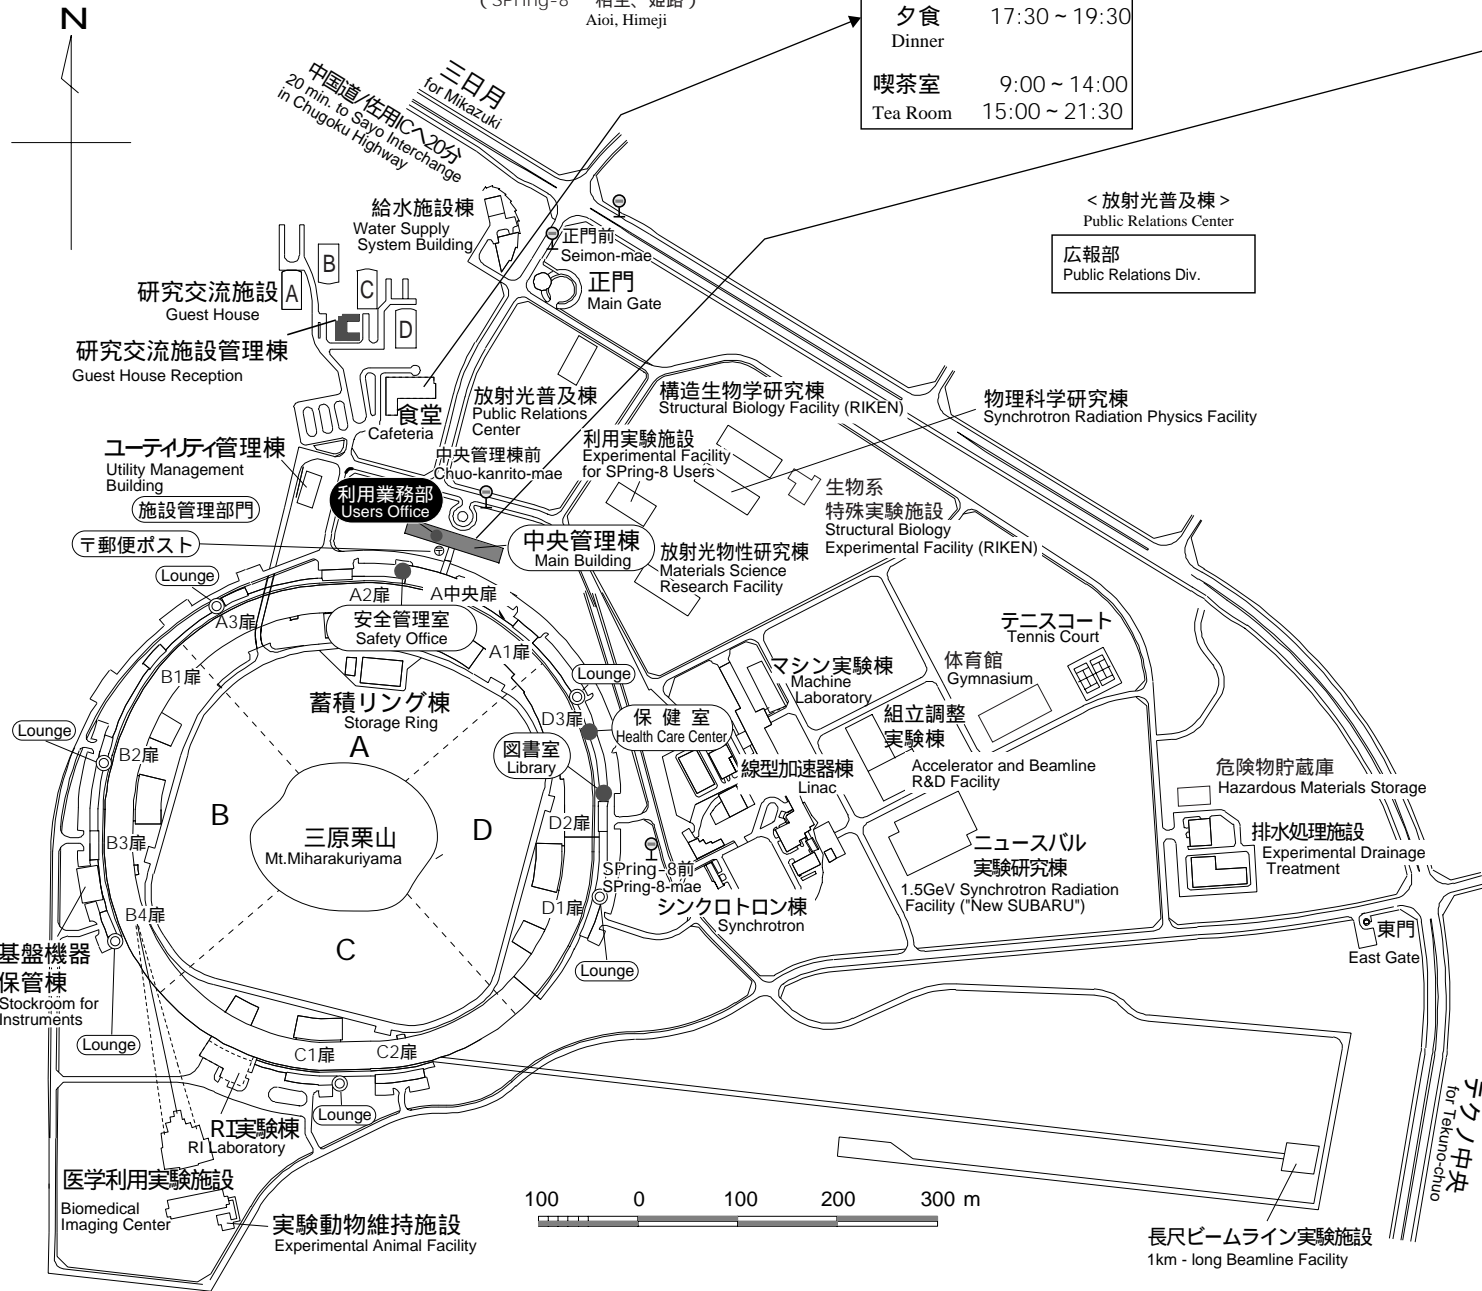 (SPring-8 相生、姫路)
Aioi, Himeji
夕食 17:30 ~ 19:30
Dinner
喫茶室 9:00 ~ 14:00
Tea Room 15:00 ~ 21:30
N
三日月
for Mikazuki
中国道/佐用ICへ20分
20 min. to Sayo Interchange
in Chugoku Highway
<放射光普及棟>
Public Relations Center
広報部
Public Relations Div.
給水施設棟
Water Supply
System Building
正門前
Seimon-mae
正門
Main Gate
A
B
C
D
研究交流施設
Guest House
研究交流施設管理棟
Guest House Reception
食堂
Cafeteria
放射光普及棟
Public Relations
Center
構造生物学研究棟
Structural Biology Facility (RIKEN)
物理科学研究棟
Synchrotron Radiation Physics Facility
利用実験施設
Experimental Facility
for SPring-8 Users
中央管理棟前
Chuo-kanrito-mae
ユーテイリティ管理棟
Utility Management
Building
施設管理部門
利用業務部
Users Office
生物系
特殊実験施設
Structural Biology
Experimental Facility (RIKEN)
〒郵便ポスト
中央管理棟
Main Building
放射光物性研究棟
Materials Science
Research Facility
Lounge
A2扉
A中央扉
A3扉
安全管理室
Safety Office
A1扉
テニスコート
Tennis Court
体育館
Gymnasium
マシン実験棟
Machine
Laboratory
B1扉
蓄積リング棟
Storage Ring
Lounge
D3扉
保健室
Health Care Center
組立調整
実験棟
Accelerator and Beamline
R&D Facility
Lounge
B2扉
A
図書室
Library
線型加速器棟
Linac
危険物貯蔵庫
Hazardous Materials Storage
B
三原栗山
Mt.Miharakuriyama
D
D2扉
B3扉
排水処理施設
Experimental Drainage
Treatment
ニュースバル
実験研究棟
1.5GeV Synchrotron Radiation
Facility ("New SUBARU")
SPring-8前
SPring-8-mae
シンクロトロン棟
Synchrotron
D1扉
B4扉
C
東門
East Gate
基盤機器
保管棟
Stockroom for
Instruments
Lounge
Lounge
C1扉
C2扉
Lounge
RI実験棟
RI Laboratory
医学利用実験施設
Biomedical
Imaging Center
実験動物維持施設
Experimental Animal Facility
100 0 100 200 300 m
テクノ中央
for Tekuno-chuo
長尺ビームライン実験施設
1km - long Beamline Facility